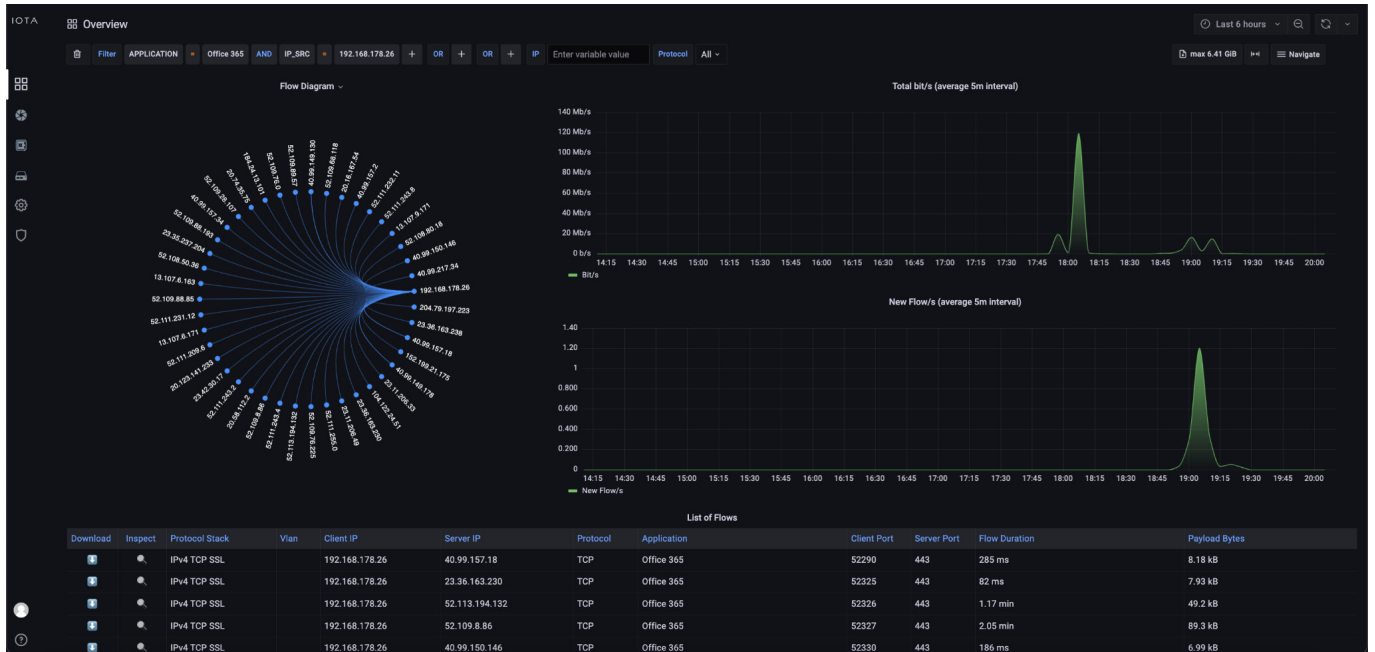 IOTA
Overview
Last 6 hours
Filter APPLICATION = Office 365 AND IP_SRC = 192.168.178.26 + OR + OR + IP Enter variable value Protocol All
max 6.41 GiB Navigate
Flow Diagram
40.99.149.130
52.109.68.118
20.16.167.54
40.99.157.2
52.111.232.11
52.111.243.8
13.107.9.171
52.108.80.18
40.99.150.146
40.99.217.34
192.168.178.26
204.79.197.223
23.36.163.238
40.99.157.18
152.199.21.175
40.99.149.178
23.11.206.33
104.122.24.51
23.36.163.230
23.11.206.49
52.111.255.0
52.109.76.225
52.113.194.132
52.111.243.4
52.109.8.86
20.58.112.2
52.111.243.2
23.42.30.17
20.123.141.233
52.111.209.6
13.107.6.171
52.111.231.12
52.109.88.85
13.107.6.163
52.108.50.36
23.35.237.204
52.109.88.193
40.99.157.34
52.109.28.107
20.74.35.75
184.24.13.101
52.109.76.0
52.109.89.57
Total bit/s (average 5m interval)
140 Mb/s
120 Mb/s
100 Mb/s
80 Mb/s
60 Mb/s
40 Mb/s
20 Mb/s
0 b/s
14:15 14:30 14:45 15:00 15:15 15:30 15:45 16:00 16:15 16:30 16:45 17:00 17:15 17:30 17:45 18:00 18:15 18:30 18:45 19:00 19:15 19:30 19:45 20:00
Bit/s
New Flow/s (average 5m interval)
1.40
1.20
1
0.800
0.600
0.400
0.200
0
14:15 14:30 14:45 15:00 15:15 15:30 15:45 16:00 16:15 16:30 16:45 17:00 17:15 17:30 17:45 18:00 18:15 18:30 18:45 19:00 19:15 19:30 19:45 20:00
New Flow/s
List of Flows
Download Inspect Protocol Stack Vlan Client IP Server IP Protocol Application Client Port Server Port Flow Duration Payload Bytes
IPv4 TCP SSL 192.168.178.26 40.99.157.18 TCP Office 365 52290 443 285 ms 8.18 kB
IPv4 TCP SSL 192.168.178.26 23.36.163.230 TCP Office 365 52325 443 82 ms 7.93 kB
IPv4 TCP SSL 192.168.178.26 52.113.194.132 TCP Office 365 52326 443 1.17 min 49.2 kB
IPv4 TCP SSL 192.168.178.26 52.109.8.86 TCP Office 365 52327 443 2.05 min 89.3 kB
IPv4 TCP SSL 192.168.178.26 40.99.150.146 TCP Office 365 52330 443 186 ms 6.99 kB